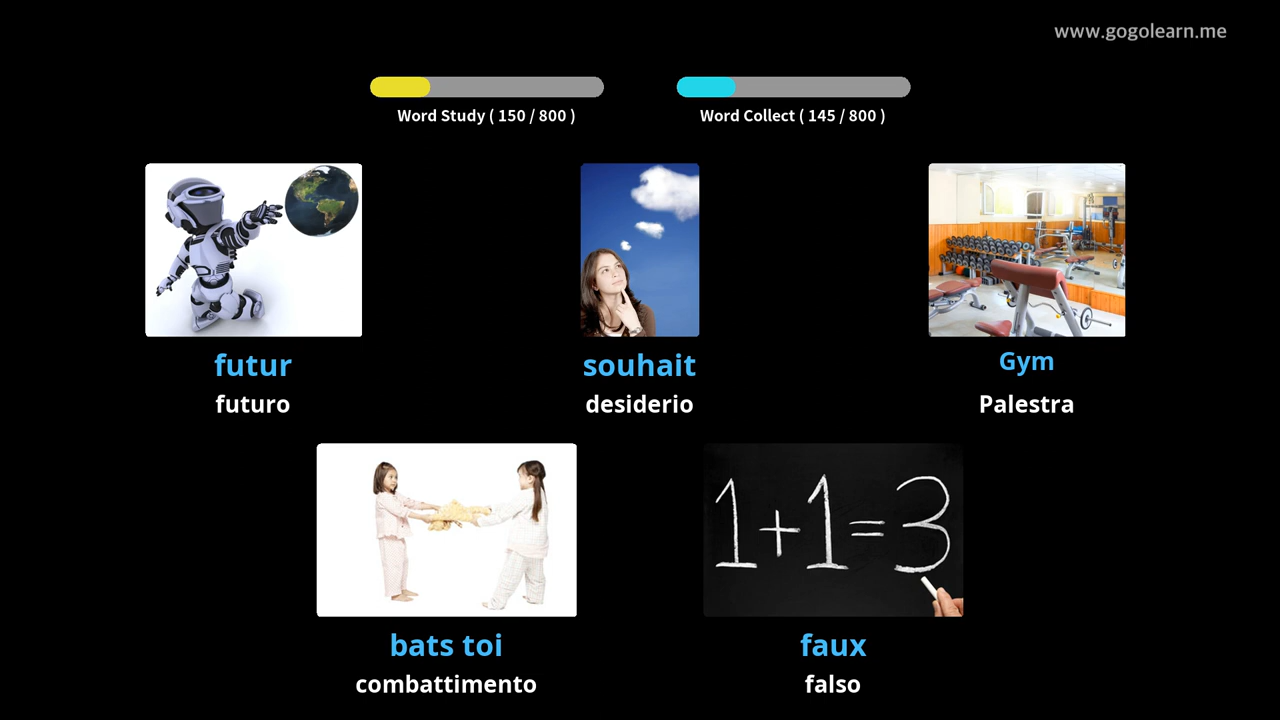 www.gogolearn.me
Word Study ( 150 / 800 )
Word Collect ( 145 / 800 )
futur
futuro
souhait
desiderio
Gym
Palestra
bats toi
combattimento
1+1=3
faux
falso